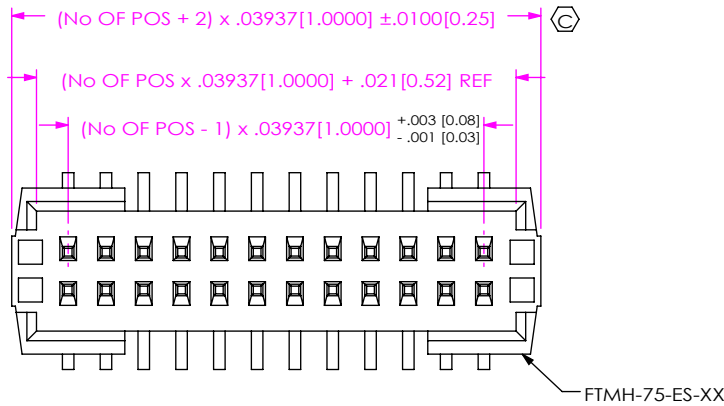 (No OF POS + 2) x .03937[1.0000] ±.0100[0.25]
C
(No OF POS x .03937[1.0000] + .021[0.52] REF
(No OF POS - 1) x .03937[1.0000] +.003 [0.08]
- .001 [0.03]
FTMH-75-ES-XX